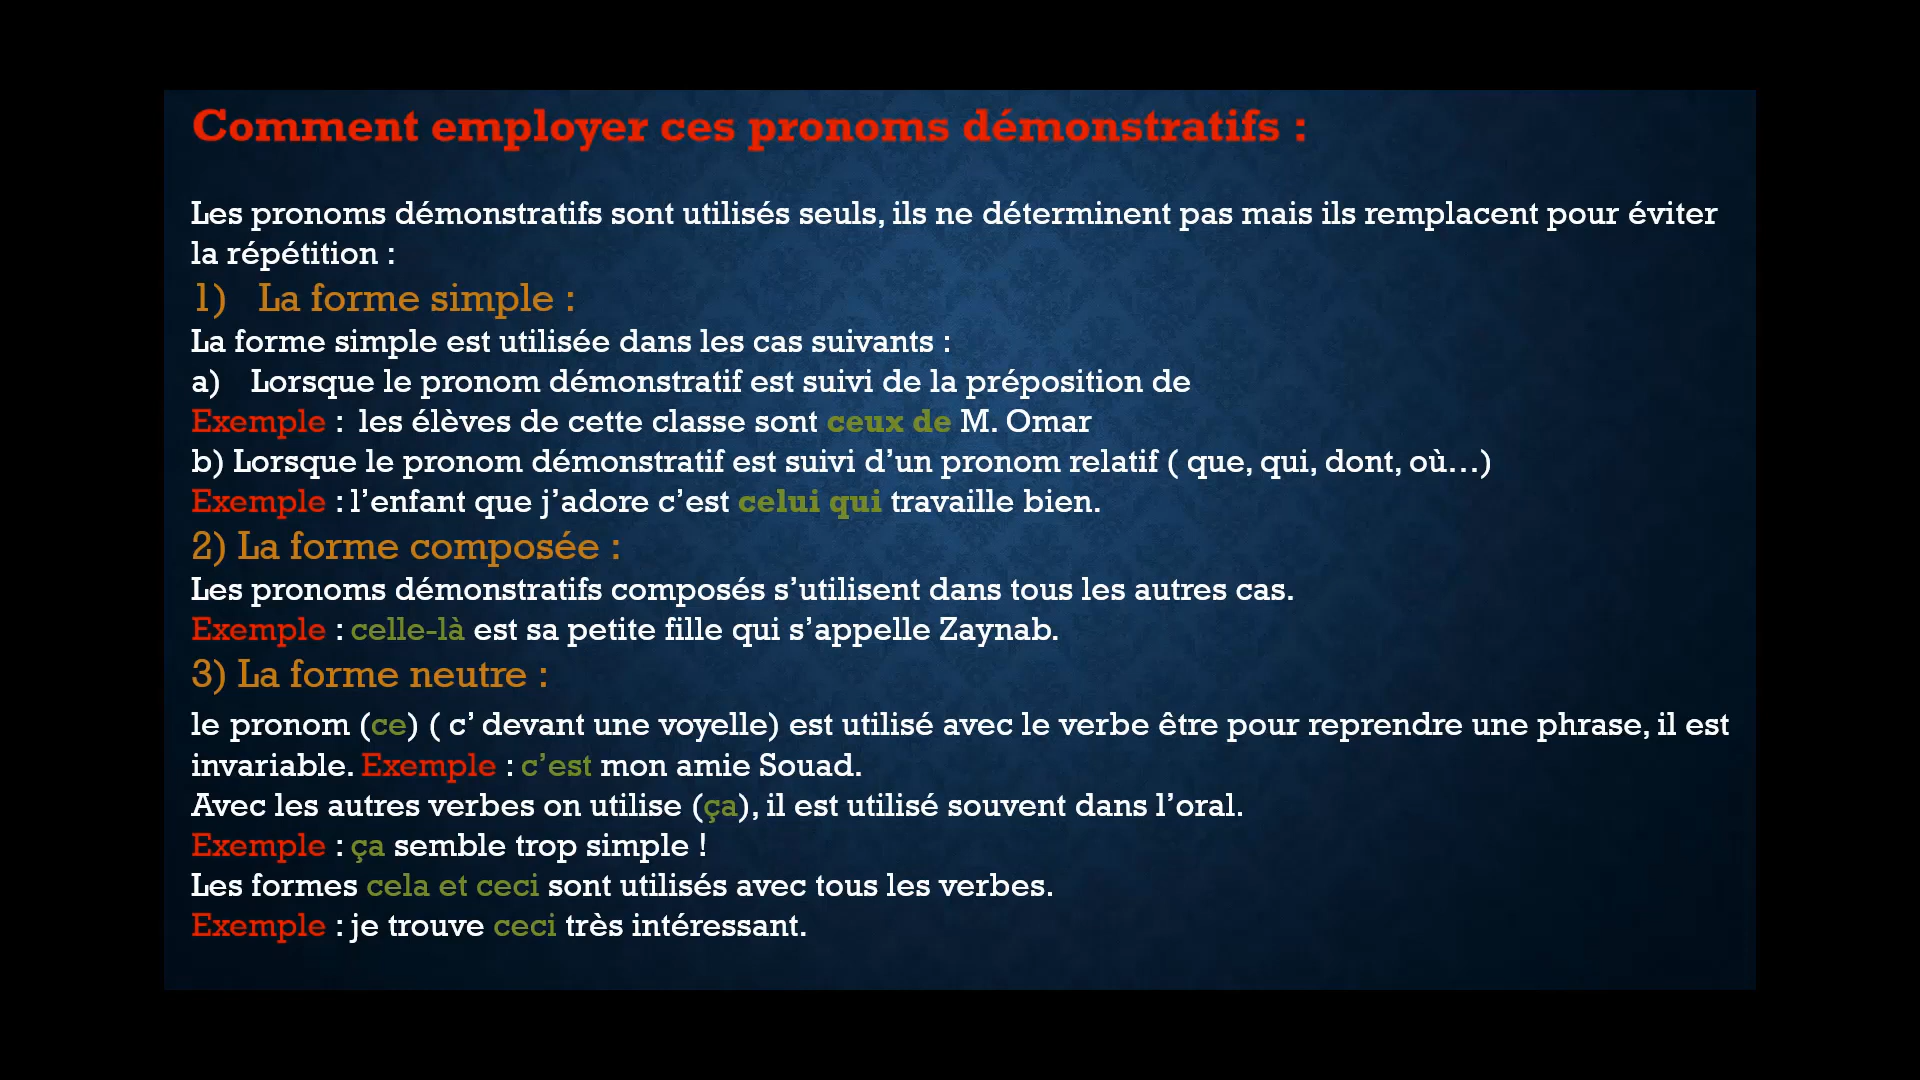 Comment employer ces pronoms démonstratifs :
Les pronoms démonstratifs sont utilisés seuls, ils ne déterminent pas mais ils remplacent pour éviter
la répétition :
1) La forme simple :
La forme simple est utilisée dans les cas suivants :
a) Lorsque le pronom démonstratif est suivi de la préposition de
Exemple : les élèves de cette classe sont ceux de M. Omar
b) Lorsque le pronom démonstratif est suivi d’un pronom relatif ( que, qui, dont, où…)
Exemple : l’enfant que j’adore c’est celui qui travaille bien.
2) La forme composée :
Les pronoms démonstratifs composés s’utilisent dans tous les autres cas.
Exemple : celle-là est sa petite fille qui s’appelle Zaynab.
3) La forme neutre :
le pronom (ce) ( c’ devant une voyelle) est utilisé avec le verbe être pour reprendre une phrase, il est
invariable. Exemple : c’est mon amie Souad.
Avec les autres verbes on utilise (ça), il est utilisé souvent dans l’oral.
Exemple : ça semble trop simple !
Les formes cela et ceci sont utilisés avec tous les verbes.
Exemple : je trouve ceci très intéressant.